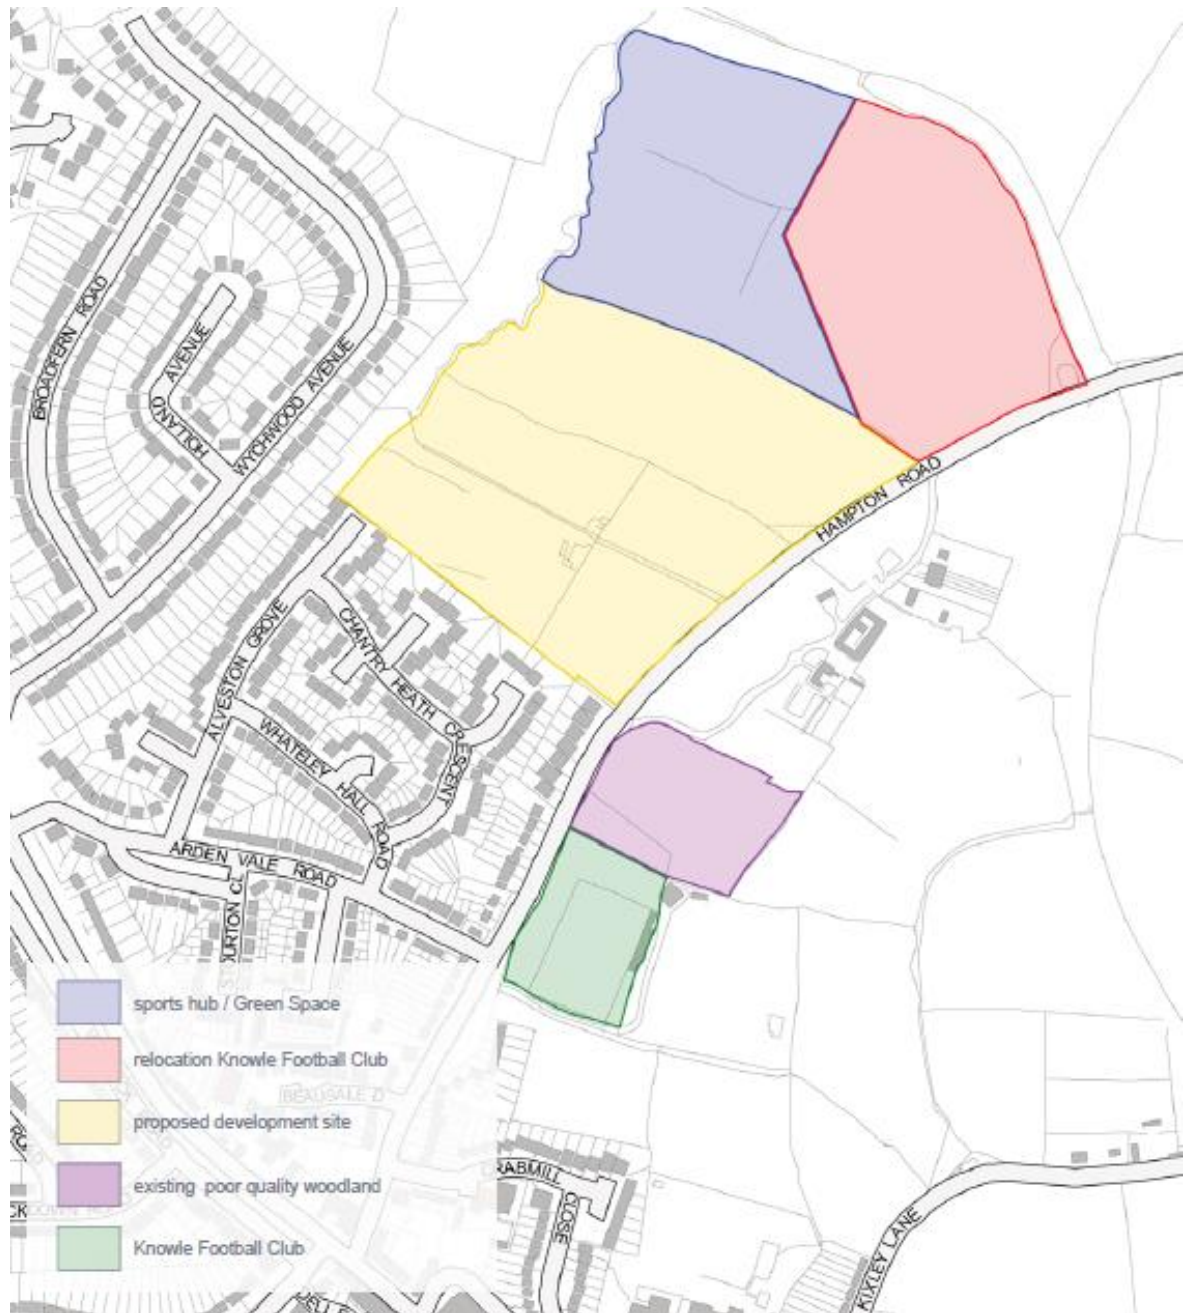 BROADFERN ROAD
HOLLAND AVENUE
WYCHWOOD AVENUE
HAMPTON ROAD
ALVESTON GROVE
CHANTRY HEATH CRESCENT
WHATELEY HALL ROAD
ARDEN VALE ROAD
sports hub / Green Space
relocation Knowle Football Club
proposed development site
existing poor quality woodland
Knowle Football Club
RABMILL CLOSE
KIXLEY LANE